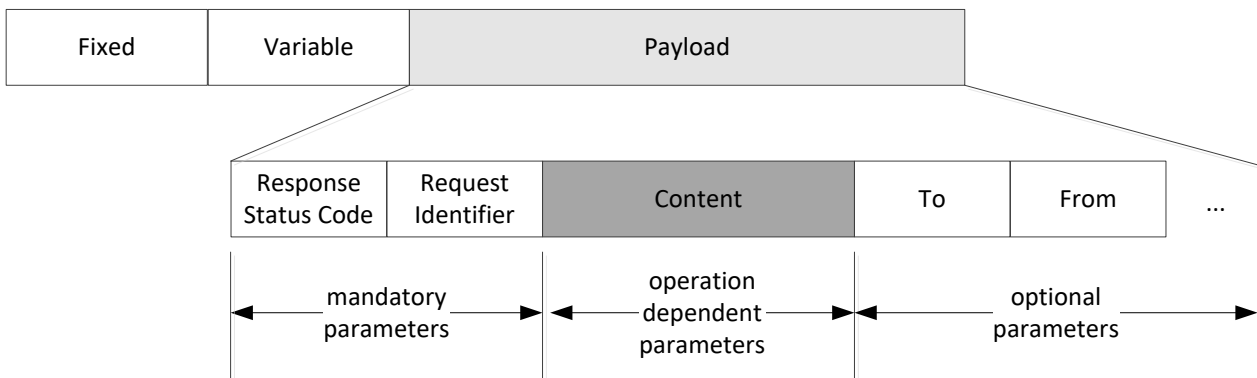 Fixed
Variable
Payload
Response
Status Code
Request
Identifier
Content
To
From
...
mandatory
parameters
operation
dependent
parameters
optional
parameters